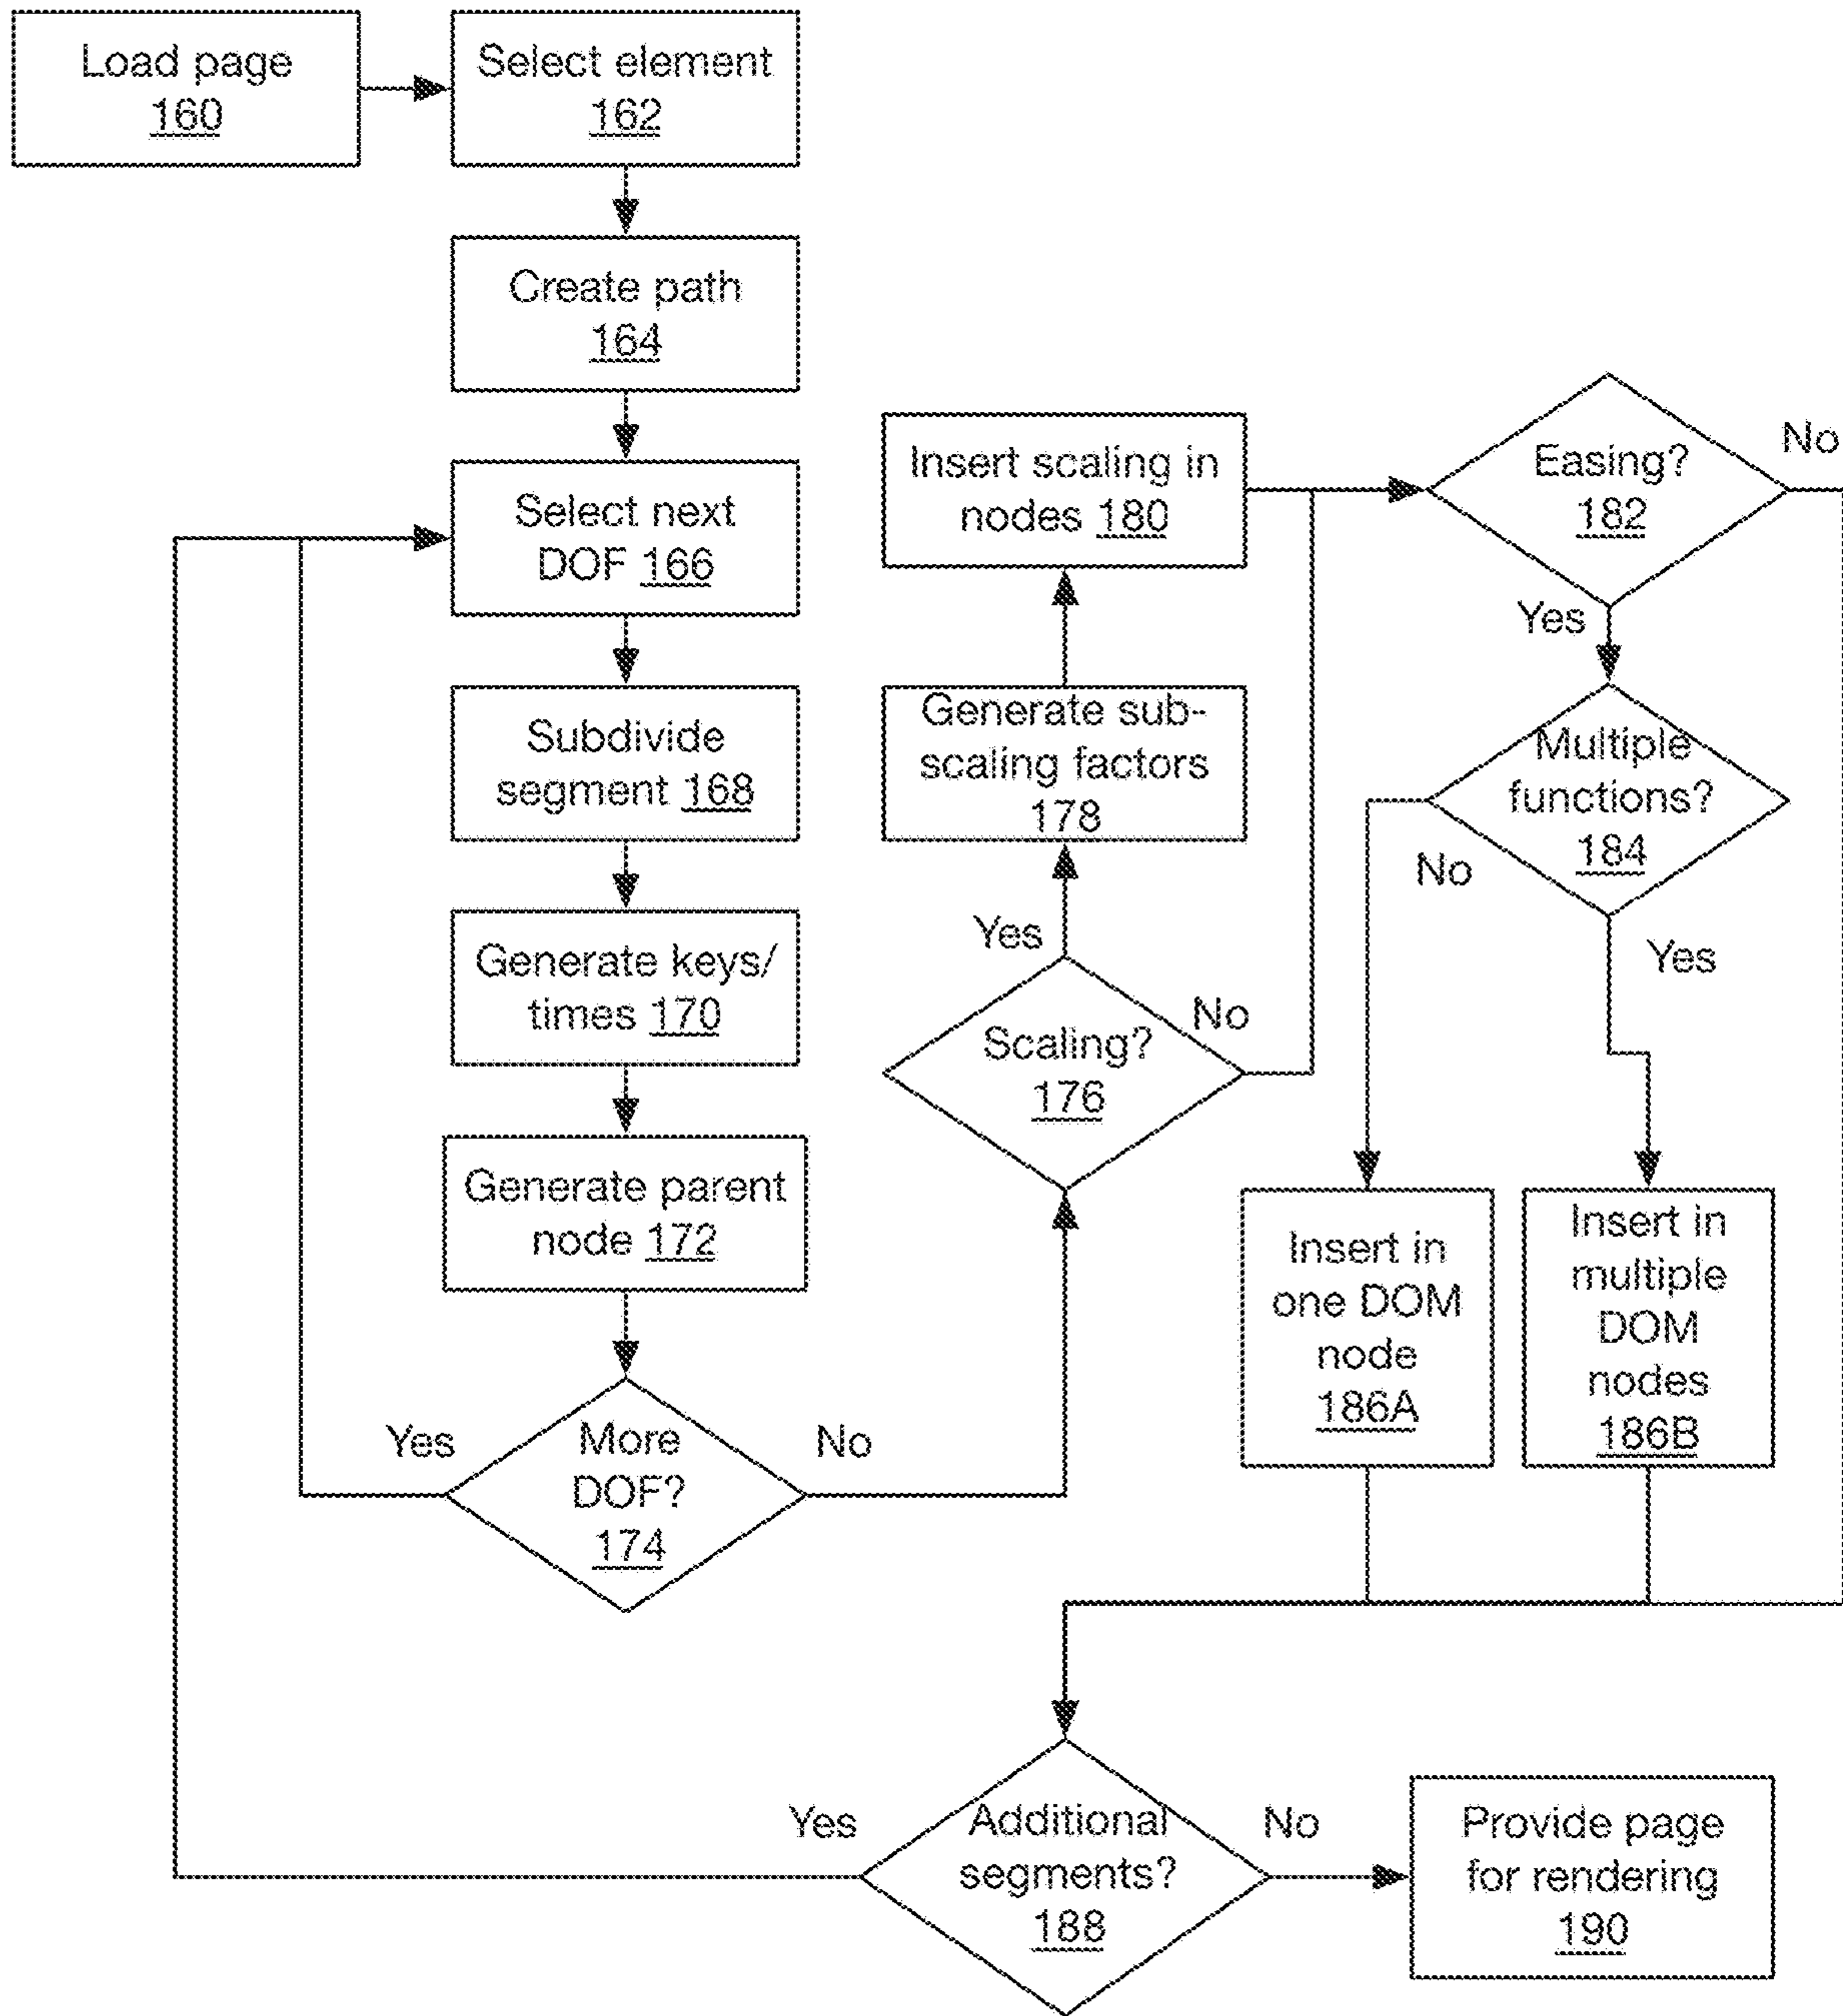 Load page
160
Select element
162
Create path
164
Select next
DOF 166
Subdivide
segment 168
Generate keys/
times 170
Generate parent
node 172
Yes
More
DOF?
174
No
Insert scaling in
nodes 180
Generate sub-
scaling factors
178
Yes
Scaling?
176
No
Easing?
182
No
Yes
Multiple
functions?
184
No
Yes
Insert in
one DOM
node
186A
Insert in
multiple
DOM
nodes
186B
Yes
Additional
segments?
188
No
Provide page
for rendering
190